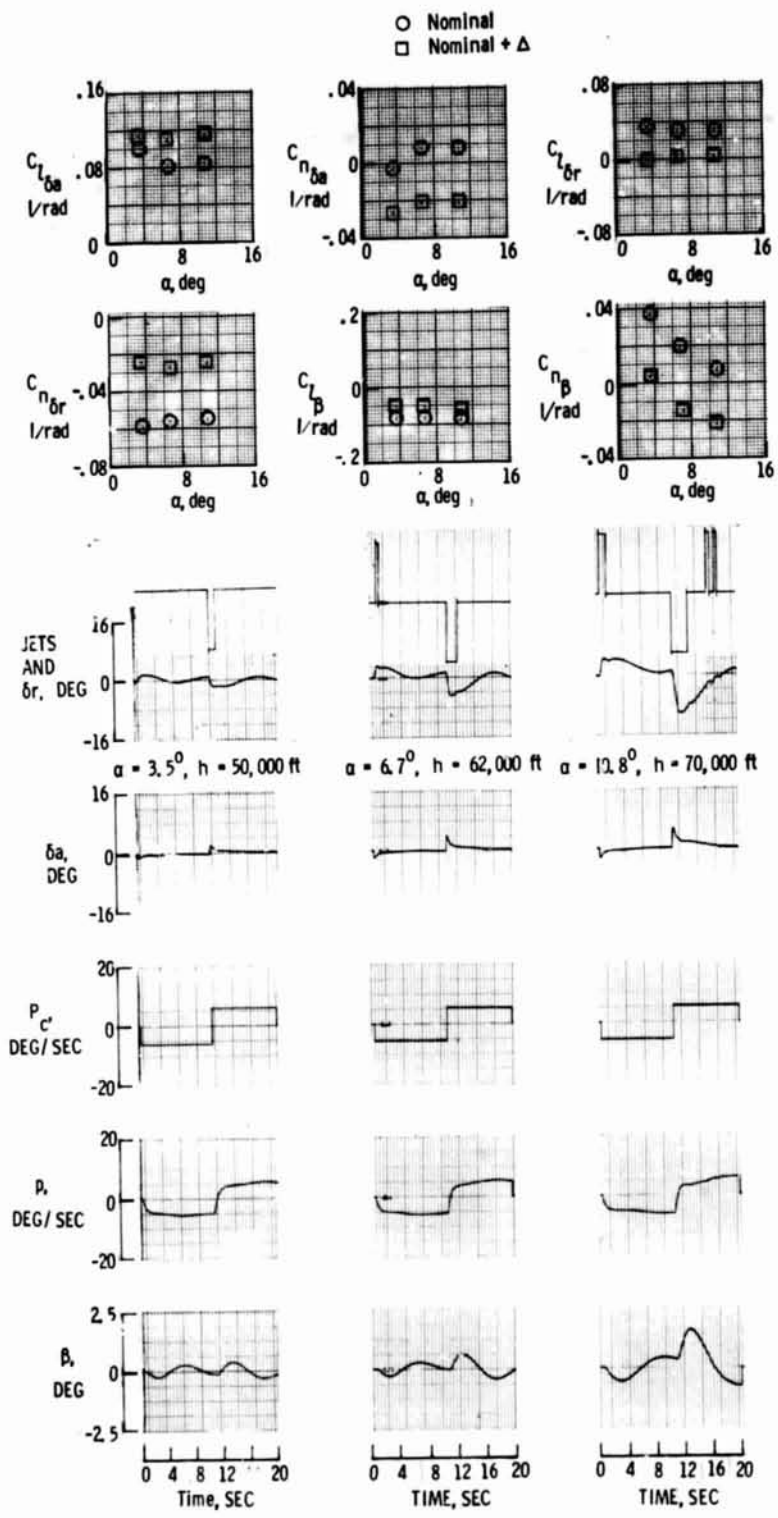 ○ Nominal
□ Nominal + Δ
.16
.08
0
C_lδa
1/rad
0 8 16
α, deg
.04
0
-.04
C_nδa
1/rad
0 8 16
α, deg
.08
0
-.08
C_lδr
1/rad
0 8 16
α, deg
0
-.04
-.08
C_nδr
1/rad
0 8 16
α, deg
.2
0
-.2
C_lβ
1/rad
0 8 16
α, deg
.04
0
-.04
C_nβ
1/rad
0 8 16
α, deg
JETS
AND
δr, DEG
16
0
-16
α = 3.5°, h = 50,000 ft α = 6.7°, h = 62,000 ft α = 10.8°, h = 70,000 ft
δa,
DEG
16
0
-16
P_c,
DEG/SEC
20
0
-20
p,
DEG/SEC
20
0
-20
β,
DEG
2.5
0
-2.5
0 4 8 12 20
Time, SEC
0 4 8 12 20
TIME, SEC
0 4 8 12 20
TIME, SEC